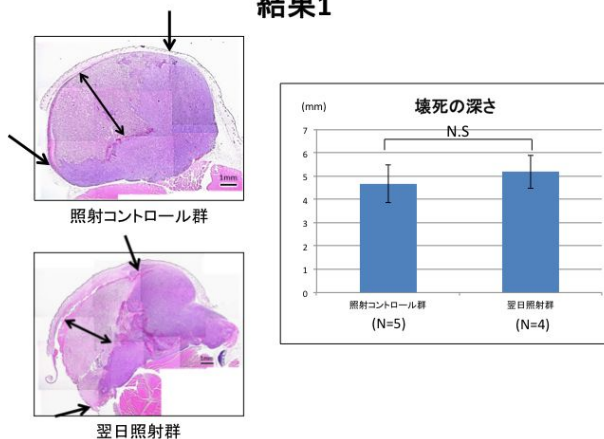 結果1
1mm
照射コントロール群
1mm
翌日照射群
(mm)
壊死の深さ
N.S
7
6
5
4
3
2
1
0
照射コントロール群
翌日照射群
(N=5)
(N=4)